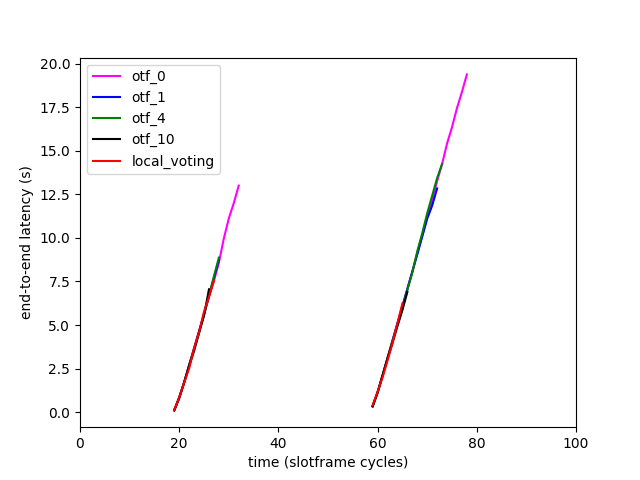 20.0
17.5
15.0
12.5
10.0
7.5
5.0
2.5
0.0
end-to-end latency (s)
otf_0
otf_1
otf_4
otf_10
local_voting
0 20 40 60 80 100
time (slotframe cycles)